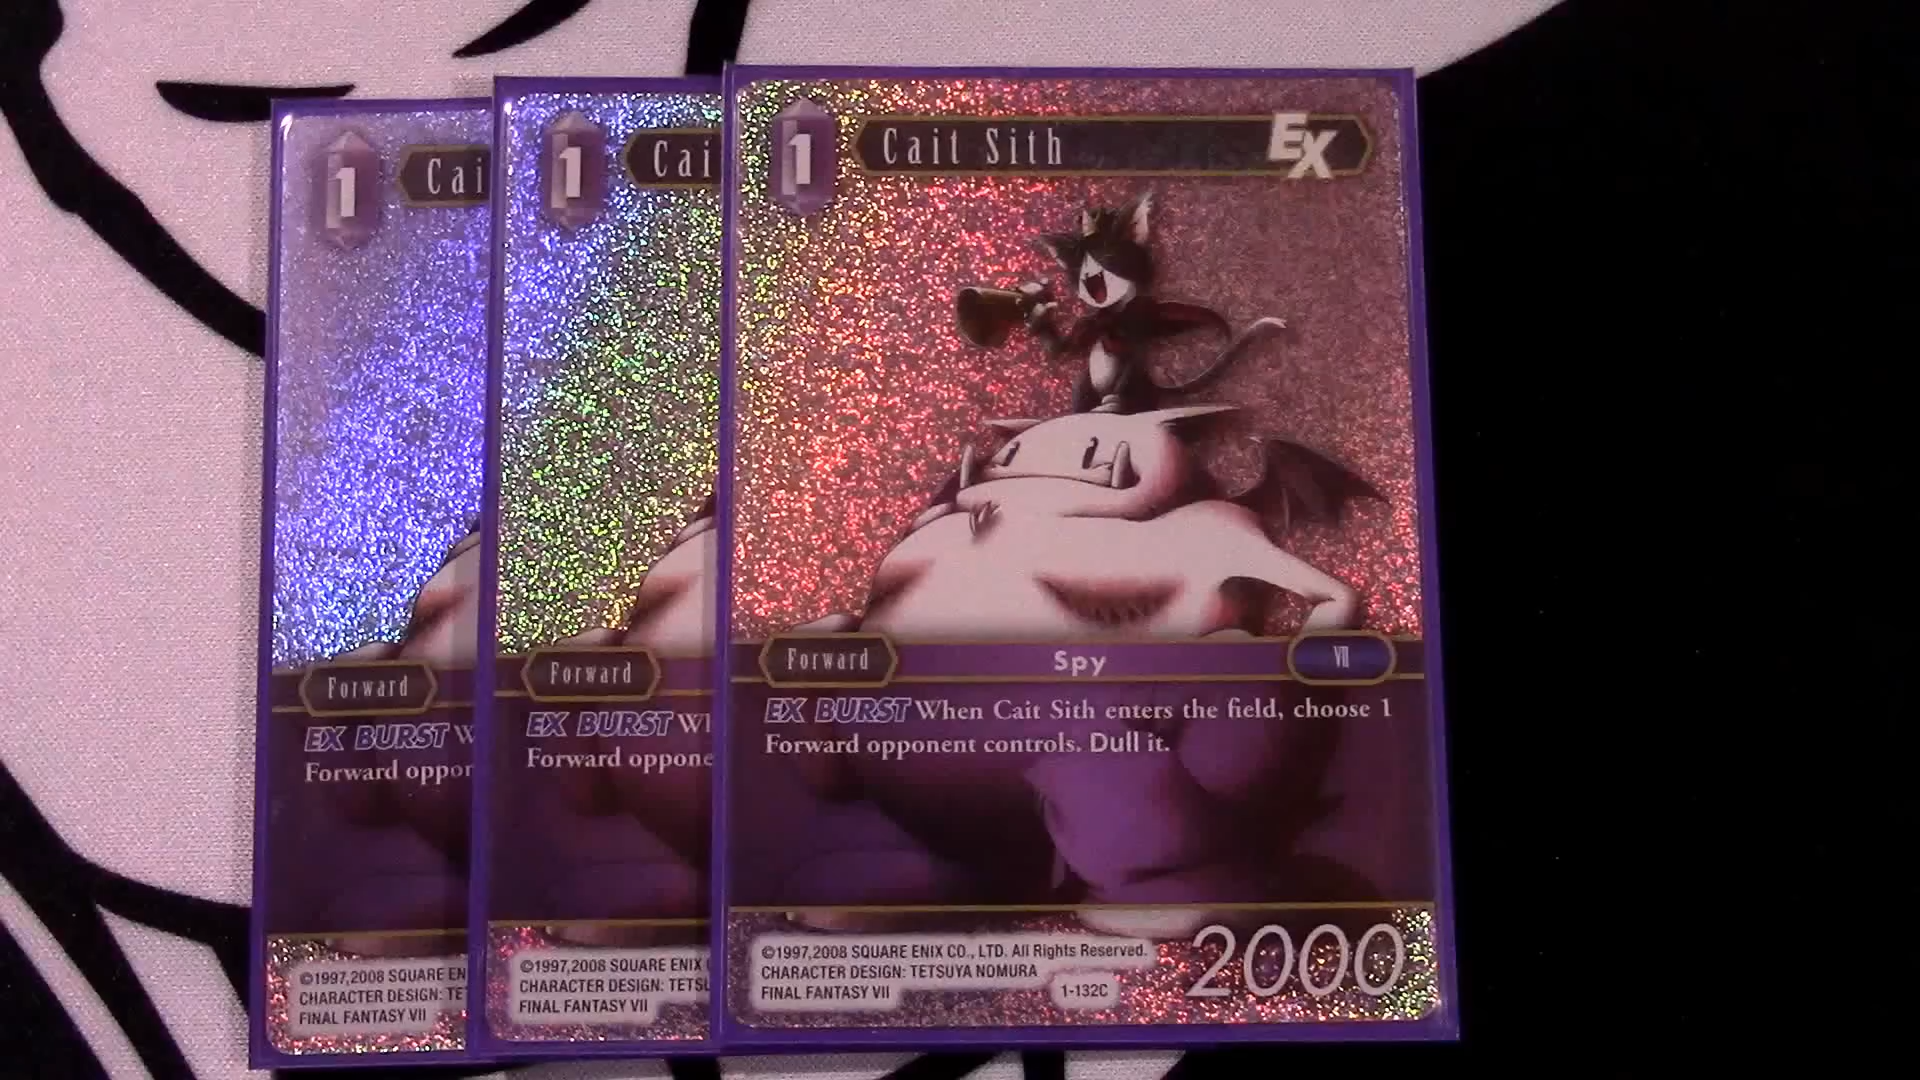 1
Cai
Forward
EX BURST W
Forward oppor
©1997,2008 SQUARE EN
CHARACTER DESIGN: TE
FINAL FANTASY VII
1
Cai
Forward
EX BURST Wh
Forward oppone
©1997,2008 SQUARE ENIX
CHARACTER DESIGN: TETSU
FINAL FANTASY VII
1
Cait Sith
EX
Forward
Spy
VII
EX BURST When Cait Sith enters the field, choose 1
Forward opponent controls. Dull it.
©1997,2008 SQUARE ENIX CO., LTD. All Rights Reserved.
CHARACTER DESIGN: TETSUYA NOMURA
FINAL FANTASY VII
1-132C
2000